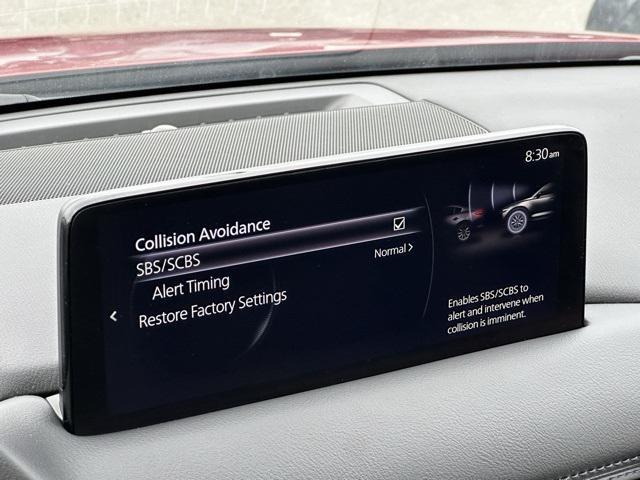 8:30am
Collision Avoidance
SBS/SCBS
Alert Timing Normal >
Restore Factory Settings
<
Enables SBS/SCBS to
alert and intervene when
collision is imminent.